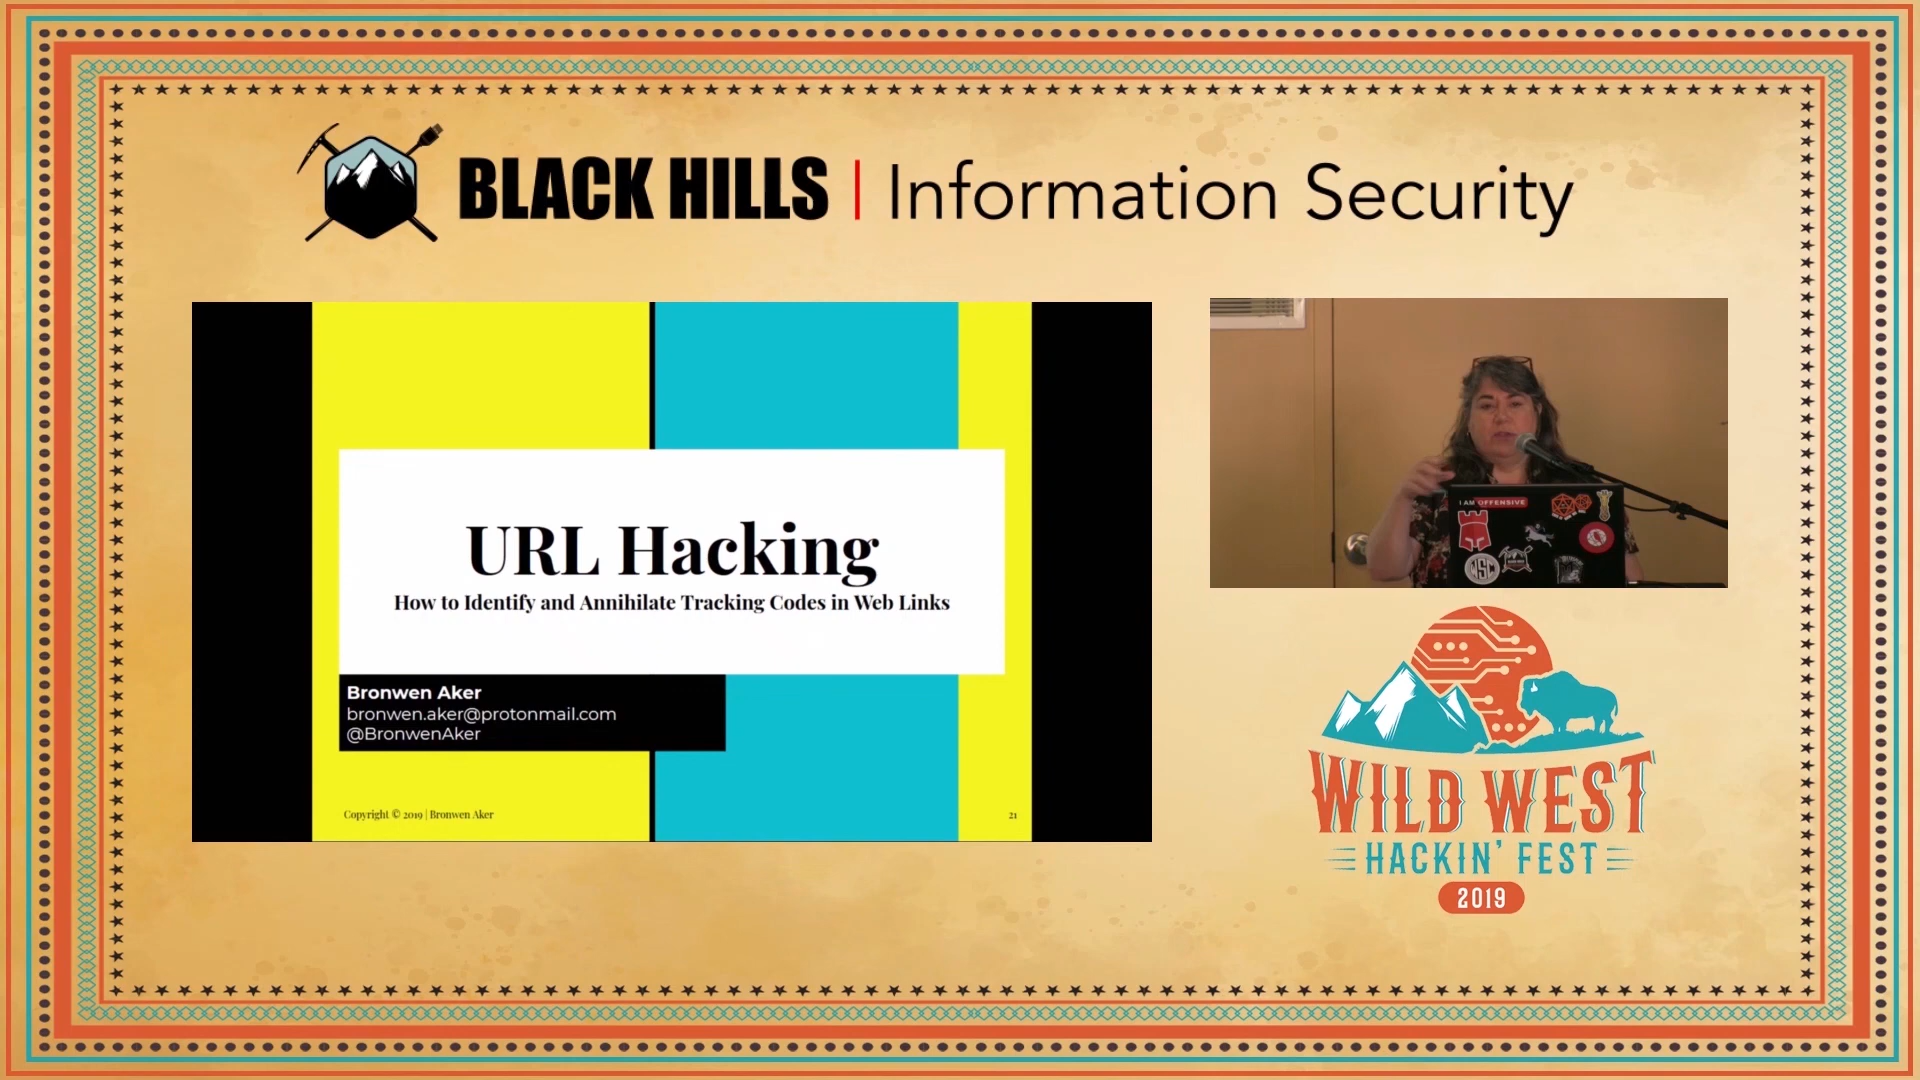 BLACK HILLS | Information Security
URL Hacking
How to Identify and Annihilate Tracking Codes in Web Links
Bronwen Aker
bronwen.aker@protonmail.com
@BronwenAker
Copyright © 2019 | Bronwen Aker
21
I AM OFFENSIVE
WSC
WILD WEST
HACKIN' FEST
2019